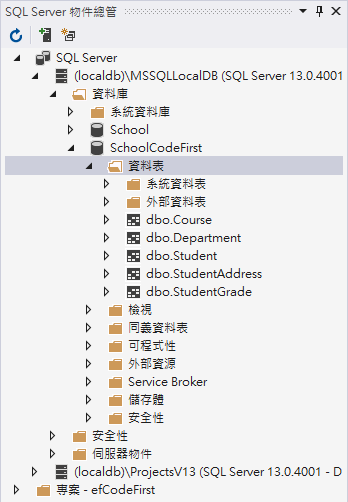 SQL Server 物件總管
SQL Server
(localdb)\MSSQLLocalDB (SQL Server 13.0.4001
資料庫
系統資料庫
School
SchoolCodeFirst
資料表
系統資料表
外部資料表
dbo.Course
dbo.Department
dbo.Student
dbo.StudentAddress
dbo.StudentGrade
檢視
同義資料表
可程式性
外部資源
Service Broker
儲存體
安全性
安全性
伺服器物件
(localdb)\ProjectsV13 (SQL Server 13.0.4001 - D
專案 - efCodeFirst